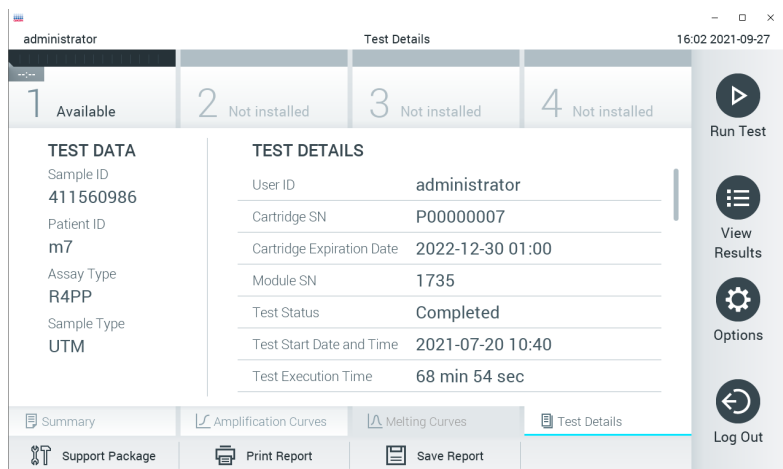 administrator
Test Details
16:02 2021-09-27
--:--
1 Available
2 Not installed
3 Not installed
4 Not installed
TEST DATA
Sample ID
411560986
Patient ID
m7
Assay Type
R4PP
Sample Type
UTM
TEST DETAILS
User ID administrator
Cartridge SN P00000007
Cartridge Expiration Date 2022-12-30 01:00
Module SN 1735
Test Status Completed
Test Start Date and Time 2021-07-20 10:40
Test Execution Time 68 min 54 sec
Run Test
View
Results
Options
Log Out
Summary
Amplification Curves
Melting Curves
Test Details
Support Package
Print Report
Save Report